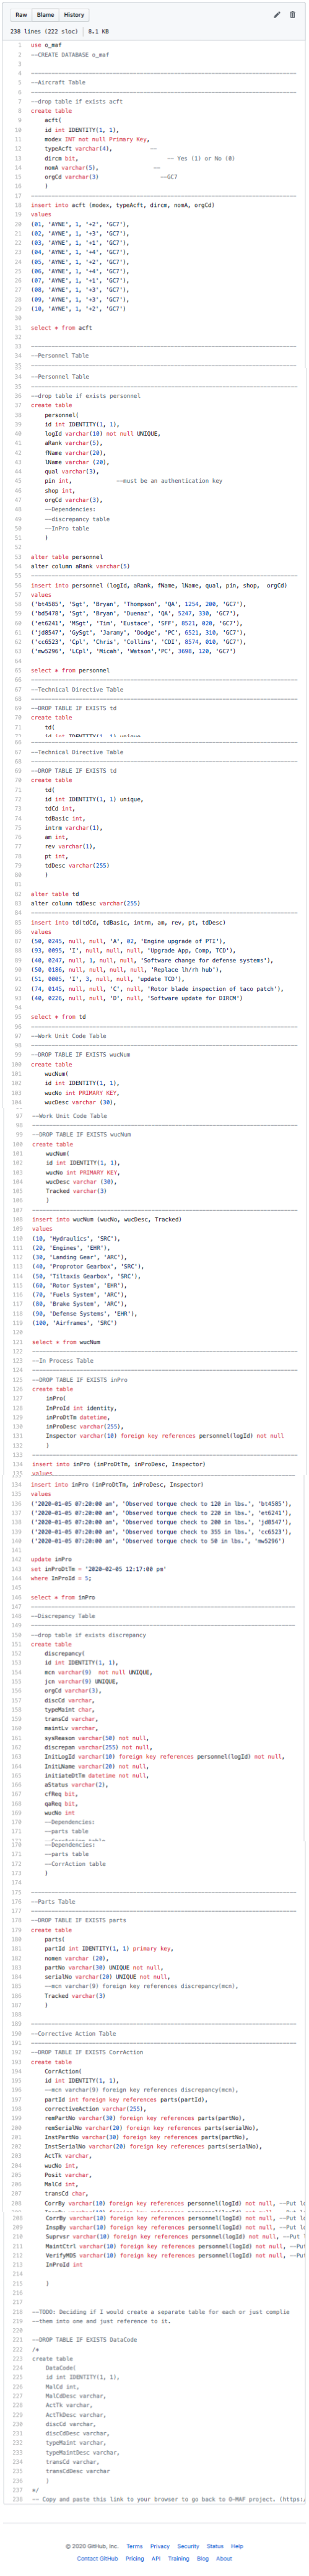 Raw Blame History
238 lines (222 sloc) 8.1 KB
1 use o_maf
2 --CREATE DATABASE o_maf
3
4 ----
5 --Aircraft Table
6 ----
7 --drop table if exists acft
8 create table
9 acft(
10 id int IDENTITY(1, 1),
11 modex INT not null Primary Key,
12 typeAcft varchar(4), --
13 dircm bit, -- Yes (1) or No (0)
14 nomA varchar(5), --
15 orgCd varchar(3) --GC7
16 )
17 ----
18 insert into acft (modex, typeAcft, dircm, nomA, orgCd)
19 values
20 (01, 'AYNE', 1, '+2', 'GC7'),
21 (02, 'AYNE', 1, '+3', 'GC7'),
22 (03, 'AYNE', 1, '+1', 'GC7'),
23 (04, 'AYNE', 1, '+4', 'GC7'),
24 (05, 'AYNE', 1, '+2', 'GC7'),
25 (06, 'AYNE', 1, '+4', 'GC7'),
26 (07, 'AYNE', 1, '+1', 'GC7'),
27 (08, 'AYNE', 1, '+3', 'GC7'),
28 (09, 'AYNE', 1, '+3', 'GC7'),
29 (10, 'AYNE', 1, '+2', 'GC7')
30
31 select * from acft
32
33 ----
34 --Personnel Table
35 ----
34 --Personnel Table
35 ----
36 --drop table if exists personnel
37 create table
38 personnel(
39 id int IDENTITY(1, 1),
40 logId varchar(10) not null UNIQUE,
41 aRank varchar(5),
42 fName varchar(20),
43 lName varchar (20),
44 qual varchar(3),
45 pin int, --must be an authentication key
46 shop int,
47 orgCd varchar(3),
48 --Dependencies:
49 --discrepancy table
50 --InPro table
51 )
52
53 alter table personnel
54 alter column aRank varchar(5)
55 ----
56 insert into personnel (logId, aRank, fName, lName, qual, pin, shop, orgCd)
57 values
58 ('bt4585', 'Sgt', 'Bryan', 'Thompson', 'QA', 1254, 200, 'GC7'),
59 ('bd5478', 'Sgt', 'Bryan', 'Duenaz', 'QA', 5247, 330, 'GC7'),
60 ('et6241', 'MSgt', 'Tim', 'Eustace', 'SFF', 8521, 020, 'GC7'),
61 ('jd8547', 'GySgt', 'Jaramy', 'Dodge', 'PC', 6521, 310, 'GC7'),
62 ('cc6523', 'Cpl', 'Chris', 'Collins', 'CDI', 8574, 010, 'GC7'),
63 ('mw5296', 'LCpl', 'Micah', 'Watson','PC', 3698, 120, 'GC7')
64
65 select * from personnel
66 ----
67 --Technical Directive Table
68 ----
69 --DROP TABLE IF EXISTS td
70 create table
71 td(
72 id int IDENTITY(1, 1) unique,
66 ----
67 --Technical Directive Table
68 ----
69 --DROP TABLE IF EXISTS td
70 create table
71 td(
72 id int IDENTITY(1, 1) unique,
73 tdCd int,
74 tdBasic int,
75 intrm varchar(1),
76 am int,
77 rev varchar(1),
78 pt int,
79 tdDesc varchar(255)
80 )
81
82 alter table td
83 alter column tdDesc varchar(255)
84 ----
85 insert into td(tdCd, tdBasic, intrm, am, rev, pt, tdDesc)
86 values
87 (50, 0245, null, null, 'A', 02, 'Engine upgrade of PTI'),
88 (93, 0095, 'I', null, null, null, 'Upgrade App, Comp, TCD'),
89 (40, 0247, null, 1, null, null, 'Software change for defense systems'),
90 (50, 0186, null, null, null, null, 'Replace lh/rh hub'),
91 (51, 0005, 'I', 3, null, null, 'update TCD'),
92 (74, 0145, null, null, 'C', null, 'Rotor blade inspection of taco patch'),
93 (40, 0226, null, null, 'D', null, 'Software update for DIRCM')
94
95 select * from td
96 ----
97 --Work Unit Code Table
98 ----
99 --DROP TABLE IF EXISTS wucNum
100 create table
101 wucNum(
102 id int IDENTITY(1, 1),
103 wucNo int PRIMARY KEY,
104 wucDesc varchar (30),
97 --Work Unit Code Table
98 ----
99 --DROP TABLE IF EXISTS wucNum
100 create table
101 wucNum(
102 id int IDENTITY(1, 1),
103 wucNo int PRIMARY KEY,
104 wucDesc varchar (30),
105 Tracked varchar(3)
106 )
107 ----
108 insert into wucNum (wucNo, wucDesc, Tracked)
109 values
110 (10, 'Hydraulics', 'SRC'),
111 (20, 'Engines', 'EHR'),
112 (30, 'Landing Gear', 'ARC'),
113 (40, 'Proprotor Gearbox', 'SRC'),
114 (50, 'Tiltaxis Gearbox', 'SRC'),
115 (60, 'Rotor System', 'EHR'),
116 (70, 'Fuels System', 'ARC'),
117 (80, 'Brake System', 'ARC'),
118 (90, 'Defense Systems', 'EHR'),
119 (100, 'Airframes', 'SRC')
120
121 select * from wucNum
122 ----
123 --In Process Table
124 ----
125 --DROP TABLE IF EXISTS inPro
126 create table
127 inPro(
128 InProId int identity,
129 inProDtTm datetime,
130 inProDesc varchar(255),
131 Inspector varchar(10) foreign key references personnel(logId) not null
132 )
133 ----
134 insert into inPro (inProDtTm, inProDesc, Inspector)
135 values
134 insert into inPro (inProDtTm, inProDesc, Inspector)
135 values
136 ('2020-01-05 07:20:00 am', 'Observed torque check to 120 in lbs.', 'bt4585'),
137 ('2020-01-05 07:20:00 am', 'Observed torque check to 220 in lbs.', 'et6241'),
138 ('2020-01-05 07:20:00 am', 'Observed torque check to 200 in lbs.', 'jd8547'),
139 ('2020-01-05 07:20:00 am', 'Observed torque check to 355 in lbs.', 'cc6523'),
140 ('2020-01-05 07:20:00 am', 'Observed torque check to 50 in lbs.', 'mw5296')
141
142 update inPro
143 set inProDtTm = '2020-02-05 12:17:00 pm'
144 where InProId = 5;
145
146 select * from inPro
147 ----
148 --Discrepancy Table
149 ----
150 --drop table if exists discrepancy
151 create table
152 discrepancy(
153 id int IDENTITY(1, 1),
154 mcn varchar(9) not null UNIQUE,
155 jcn varchar(9) UNIQUE,
156 orgCd varchar(3),
157 discCd varchar,
158 typeMaint char,
159 transCd varchar,
160 maintLv varchar,
161 sysReason varchar(50) not null,
162 discrepan varchar(255) not null,
163 InitLogId varchar(10) foreign key references personnel(logId) not null,
164 InitLName varchar(20) not null,
165 initiateDtTm datetime not null,
166 aStatus varchar(2),
167 cfReq bit,
168 qaReq bit,
169 wucNo int
170 --Dependencies:
171 --parts table
172 --CorrAction table
170 --Dependencies:
171 --parts table
172 --CorrAction table
173 )
174
175 ----
176 --Parts Table
177 ----
178 --DROP TABLE IF EXISTS parts
179 create table
180 parts(
181 partId int IDENTITY(1, 1) primary key,
182 nomen varchar (20),
183 partNo varchar(30) UNIQUE not null,
184 serialNo varchar(20) UNIQUE not null,
185 --mcn varchar(9) foreign key references discrepancy(mcn),
186 Tracked varchar(3)
187 )
188
189 ----
190 --Corrective Action Table
191 ----
192 --DROP TABLE IF EXISTS CorrAction
193 create table
194 CorrAction(
195 id int IDENTITY(1, 1),
196 --mcn varchar(9) foreign key references discrepancy(mcn),
197 partId int foreign key references parts(partId),
198 correctiveAction varchar(255),
199 remPartNo varchar(30) foreign key references parts(partNo),
200 remSerialNo varchar(20) foreign key references parts(serialNo),
201 InstPartNo varchar(30) foreign key references parts(partNo),
202 InstSerialNo varchar(20) foreign key references parts(serialNo),
203 ActTk varchar,
204 wucNo int,
205 Posit varchar,
206 MalCd int,
207 transCd char,
208 CorrBy varchar(10) foreign key references personnel(logId) not null, --Put
208 CorrBy varchar(10) foreign key references personnel(logId) not null, --Put
209 InspBy varchar(10) foreign key references personnel(logId) not null, --Put
210 Suprvsr varchar(10) foreign key references personnel(logId) not null, --Put
211 MaintCtrl varchar(10) foreign key references personnel(logId) not null, --Pu
212 VerifyMDS varchar(10) foreign key references personnel(logId) not null, --Put
213 InProId int
214
215 )
216
217
218 --TODO: Deciding if I would create a separate table for each or just complie
219 --them into one and just reference to it.
220
221 --DROP TABLE IF EXISTS DataCode
222 /*
223 create table
224 DataCode(
225 id int IDENTITY(1, 1),
226 MalCd int,
227 MalCdDesc varchar,
228 ActTk varchar,
229 ActTkDesc varchar,
230 discCd varchar,
231 discCdDesc varchar,
232 typeMaint varchar,
233 typeMaintDesc varchar,
234 transCd varchar,
235 transCdDesc varchar
236 )
237 */
238 -- Copy and paste this link to your browser to go back to O-MAF project. (https:/
© 2020 GitHub, Inc. Terms Privacy Security Status Help
Contact GitHub Pricing API Training Blog About